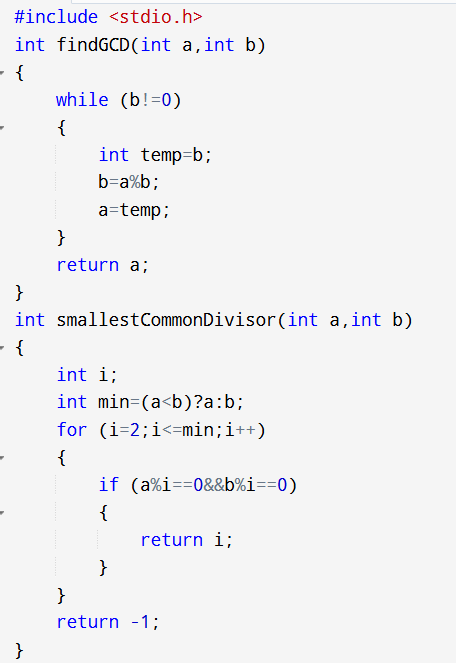 #include <stdio.h>
int findGCD(int a,int b)
{
    while (b!=0)
    {
        int temp=b;
        b=a%b;
        a=temp;
    }
    return a;
}
int smallestCommonDivisor(int a,int b)
{
    int i;
    int min=(a<b)?a:b;
    for (i=2;i<=min;i++)
    {
        if (a%i==0&&b%i==0)
        {
            return i;
        }
    }
    return -1;
}